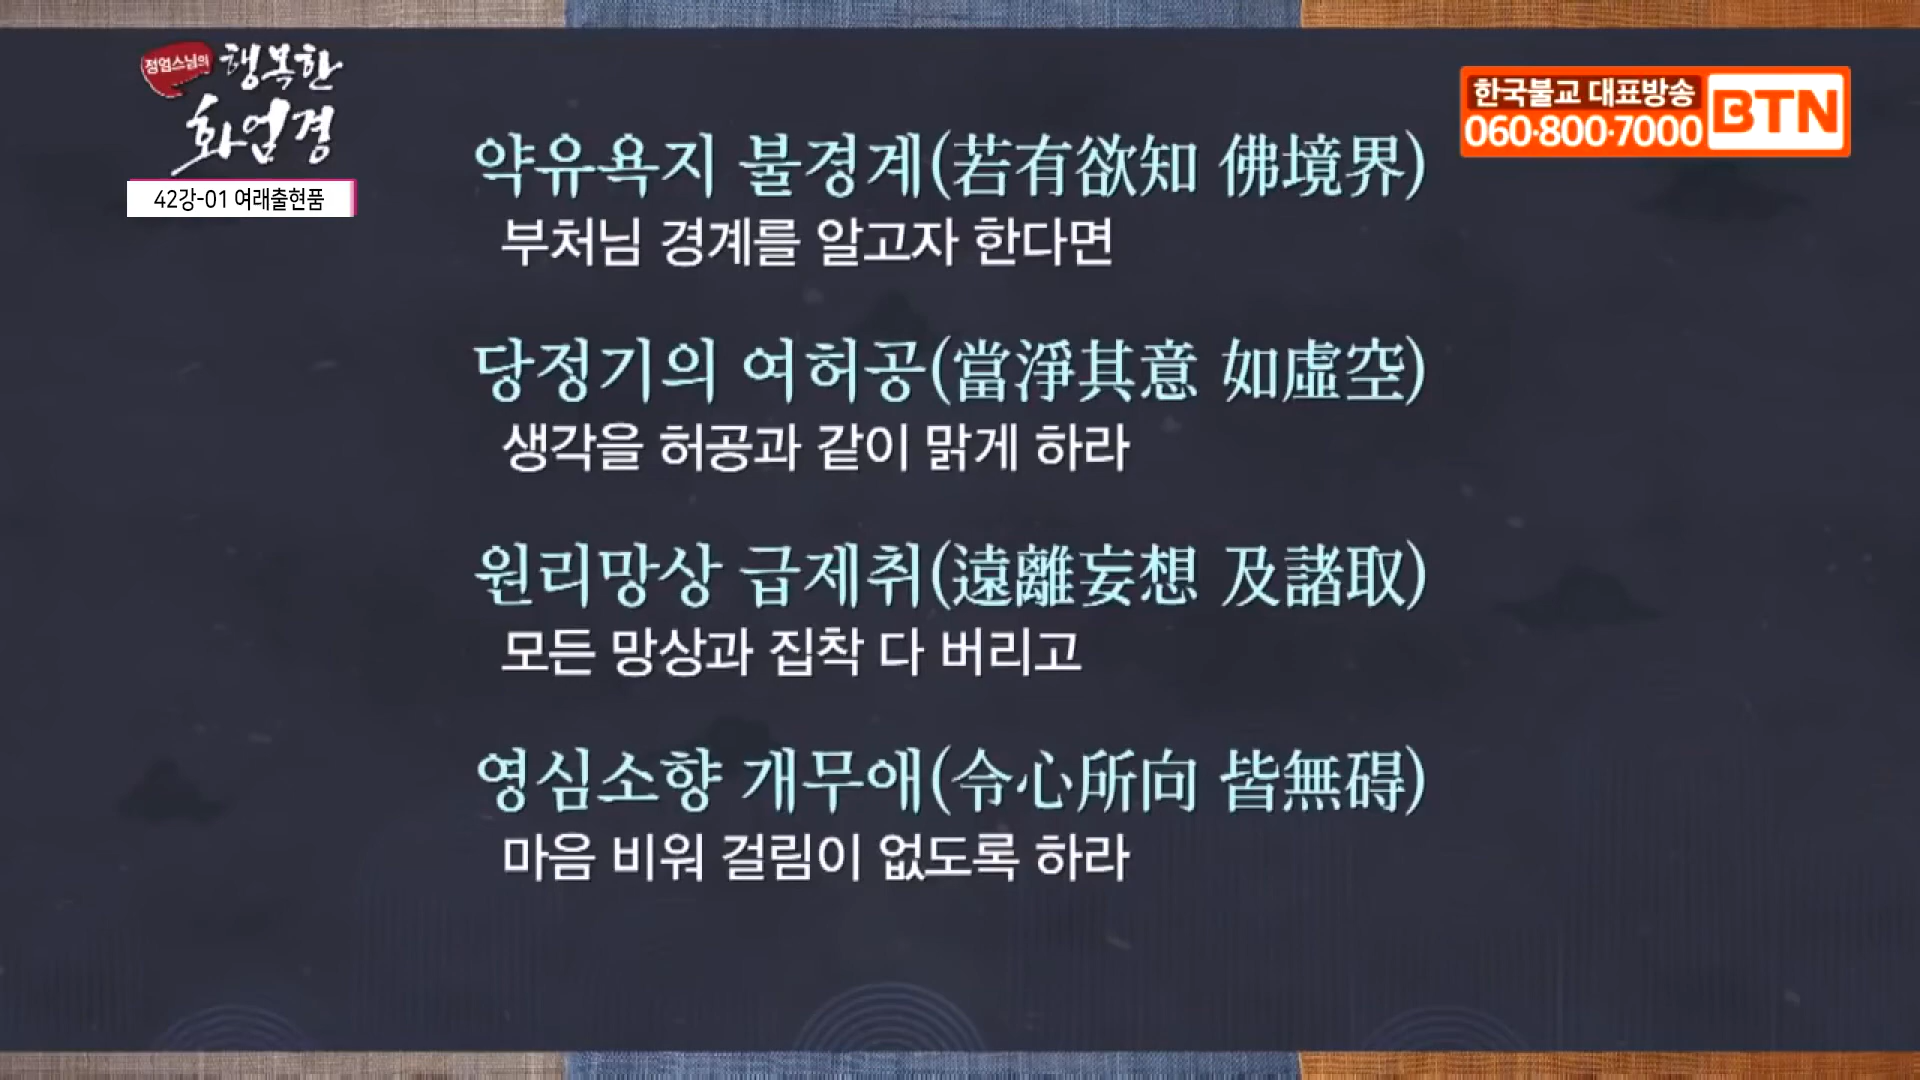 정엄스님의
행복한
화엄경
42강-01 여래출현품
한국불교 대표방송
060·800·7000
BTN
약유욕지 불경계(若有欲知 佛境界)
부처님 경계를 알고자 한다면
당정기의 여허공(當淨其意 如虛空)
생각을 허공과 같이 맑게 하라
원리망상 급제취(遠離妄想 及諸取)
모든 망상과 집착 다 버리고
영심소향 개무애(令心所向 皆無碍)
마음 비워 걸림이 없도록 하라